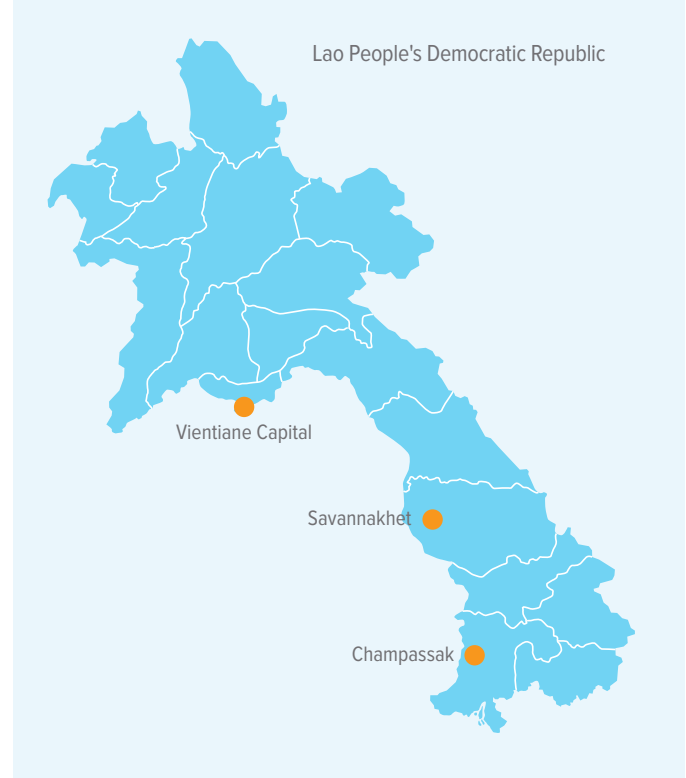 Lao People's Democratic Republic
Vientiane Capital
Savannakhet
Champassak